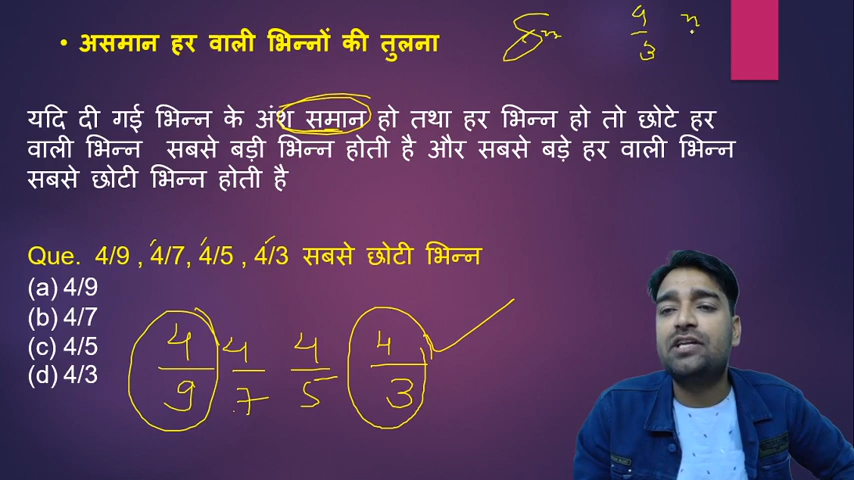 • असमान हर वाली भिन्नों की तुलना
4/3
यदि दी गई भिन्न के अंश समान हो तथा हर भिन्न हो तो छोटे हर
वाली भिन्न सबसे बड़ी भिन्न होती है और सबसे बड़े हर वाली भिन्न
सबसे छोटी भिन्न होती है
Que. 4/9 , 4/7, 4/5 , 4/3 सबसे छोटी भिन्न
(a) 4/9
(b) 4/7
(c) 4/5
(d) 4/3
4 4 4 4
9 7 5 3